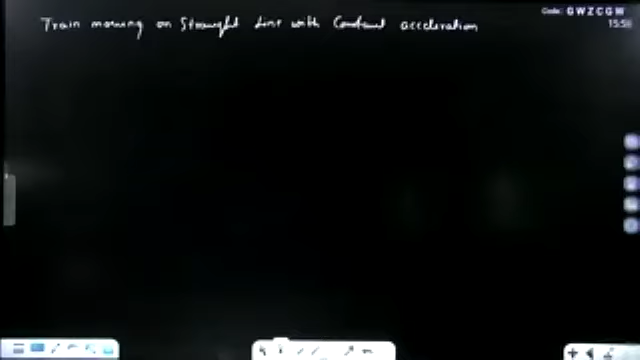 Code: GWZCGW
Train moving on Straight Line with Constant acceleration
15:58